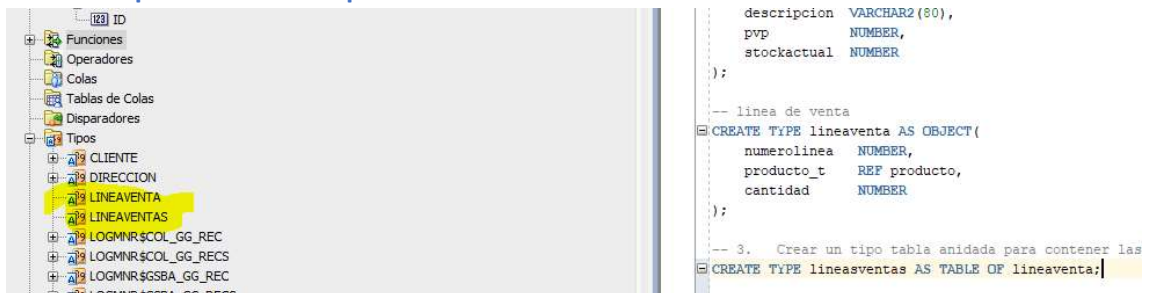 ID
Funciones
Operadores
Colas
Tablas de Colas
Disparadores
Tipos
CLIENTE
DIRECCION
LINEAVENTA
LINEAVENTAS
LOGMNR$COL_GG_REC
LOGMNR$COL_GG_RECS
LOGMNR$GSBA_GG_REC
descripcion VARCHAR2(80),
pvp NUMBER,
stockactual NUMBER
);
-- linea de venta
CREATE TYPE lineaventa AS OBJECT(
numerolinea NUMBER,
producto_t REF producto,
cantidad NUMBER
);
-- 3. Crear un tipo tabla anidada para contener las
CREATE TYPE lineasventas AS TABLE OF lineaventa;